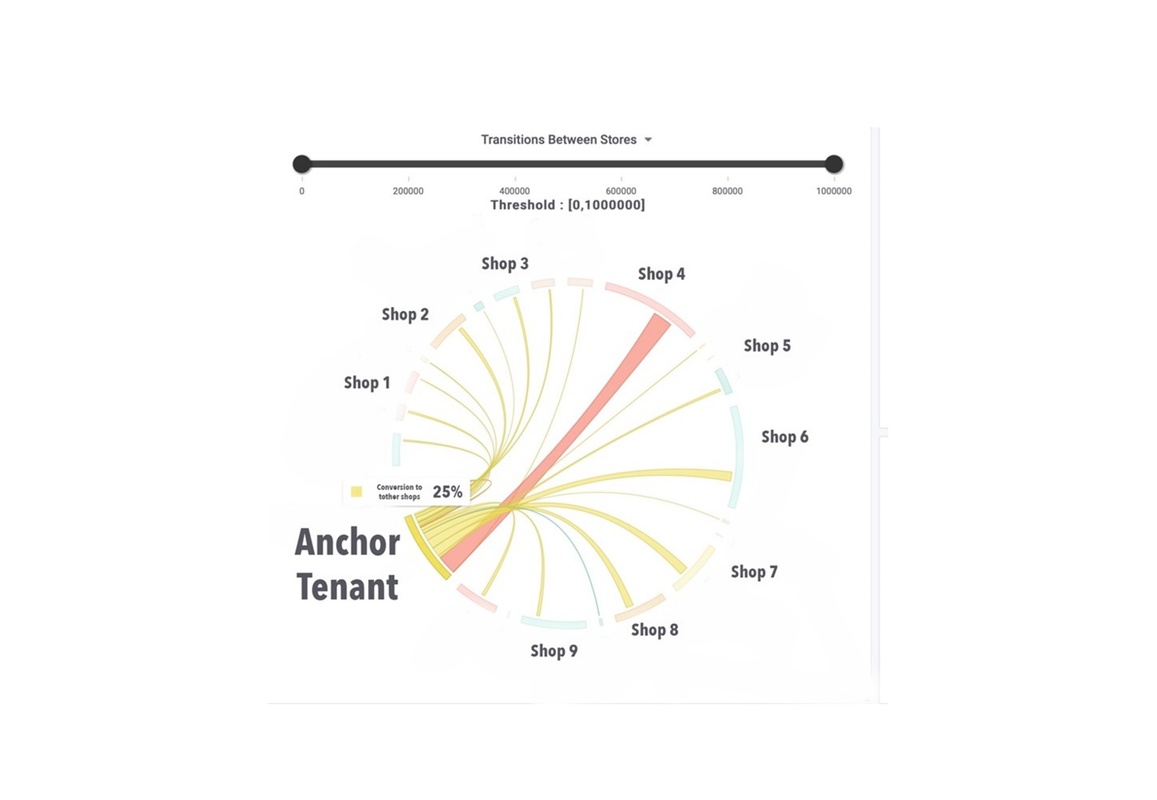 Transitions Between Stores
0 200000 400000 600000 800000 1000000
Threshold : [0,1000000]
Shop 3
Shop 4
Shop 2
Shop 5
Shop 1
Shop 6
Conversion to
tother shops
25%
Anchor
Tenant
Shop 7
Shop 8
Shop 9